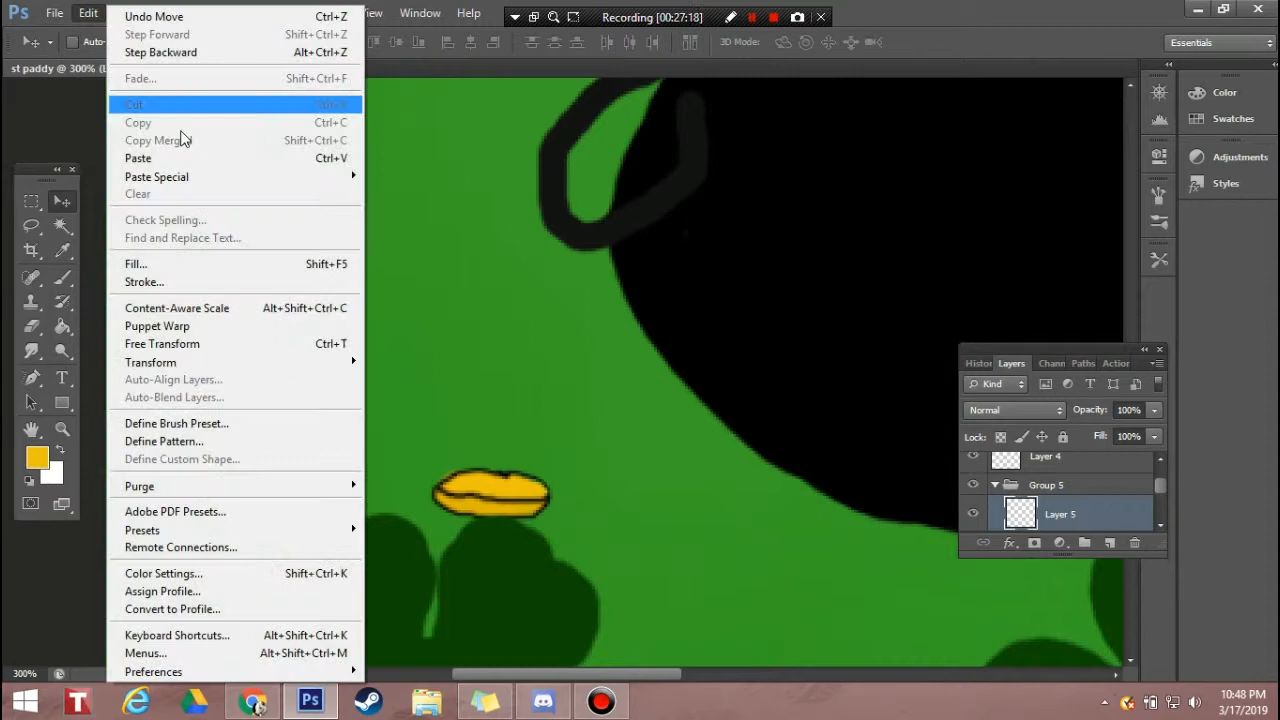 Ps File Edit View Window Help
Recording [00:27:18]
Auto-
3D Mode:
Essentials
st paddy @ 300% (L
Undo Move Ctrl+Z
Step Forward Shift+Ctrl+Z
Step Backward Alt+Ctrl+Z
Fade... Shift+Ctrl+F
Cut
Copy Ctrl+C
Copy Merg Shift+Ctrl+C
Paste Ctrl+V
Paste Special
Clear
Check Spelling...
Find and Replace Text...
Fill... Shift+F5
Stroke...
Content-Aware Scale Alt+Shift+Ctrl+C
Puppet Warp
Free Transform Ctrl+T
Transform
Auto-Align Layers...
Auto-Blend Layers...
Define Brush Preset...
Define Pattern...
Define Custom Shape...
Purge
Adobe PDF Presets...
Presets
Remote Connections...
Color Settings... Shift+Ctrl+K
Assign Profile...
Convert to Profile...
Keyboard Shortcuts... Alt+Shift+Ctrl+K
Menus... Alt+Shift+Ctrl+M
Preferences
Color
Swatches
Adjustments
Styles
Histor Layers Chann Paths Action
Kind
Normal Opacity: 100%
Lock: Fill: 100%
Layer 4
Group 5
Layer 5
300%
T Ps
10:48 PM
3/17/2019